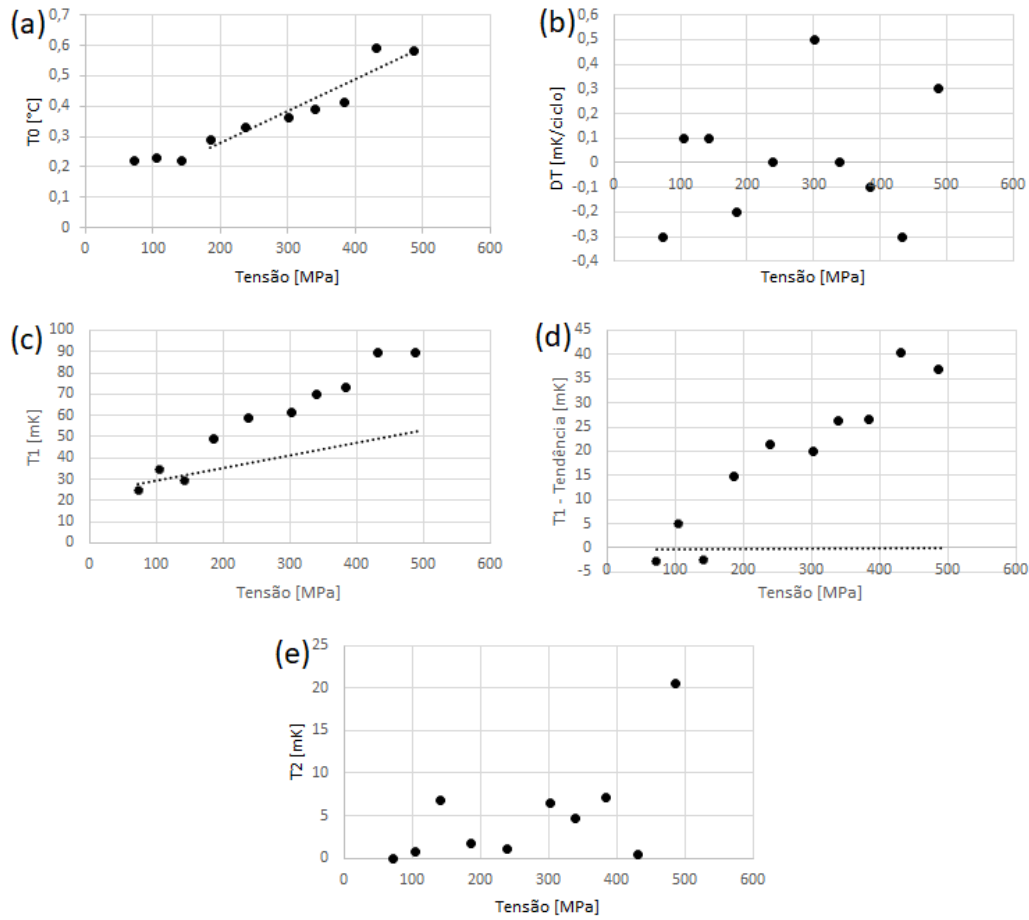 (a)
T0 [°C]
0,7
0,6
0,5
0,4
0,3
0,2
0,1
0
0 100 200 300 400 500 600
Tensão [MPa]
(b)
DT [mK/ciclo]
0,6
0,5
0,4
0,3
0,2
0,1
0
-0,1
-0,2
-0,3
-0,4
0 100 200 300 400 500 600
Tensão [MPa]
(c)
T1 [mK]
100
90
80
70
60
50
40
30
20
10
0
0 100 200 300 400 500 600
Tensão [MPa]
(d)
T1 - Tendência [mK]
45
40
35
30
25
20
15
10
5
0
-5
0 100 200 300 400 500 600
Tensão [MPa]
(e)
T2 [mK]
25
20
15
10
5
0
0 100 200 300 400 500 600
Tensão [MPa]